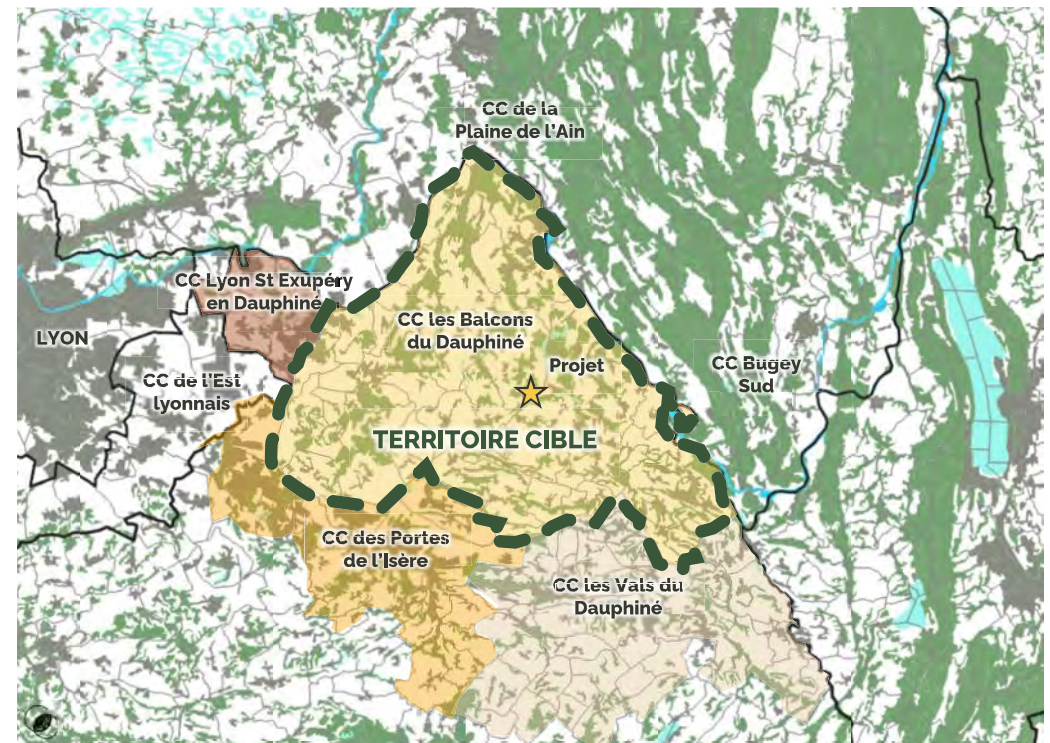 CC de la
Plaine de l'Ain
CC Lyon St Exupéry
en Dauphiné
LYON
CC les Balcons
du Dauphiné
Projet
CC Bugey
Sud
CC de l'Est
lyonnais
TERRITOIRE CIBLE
CC des Portes
de l'Isère
CC les Vals du
Dauphiné